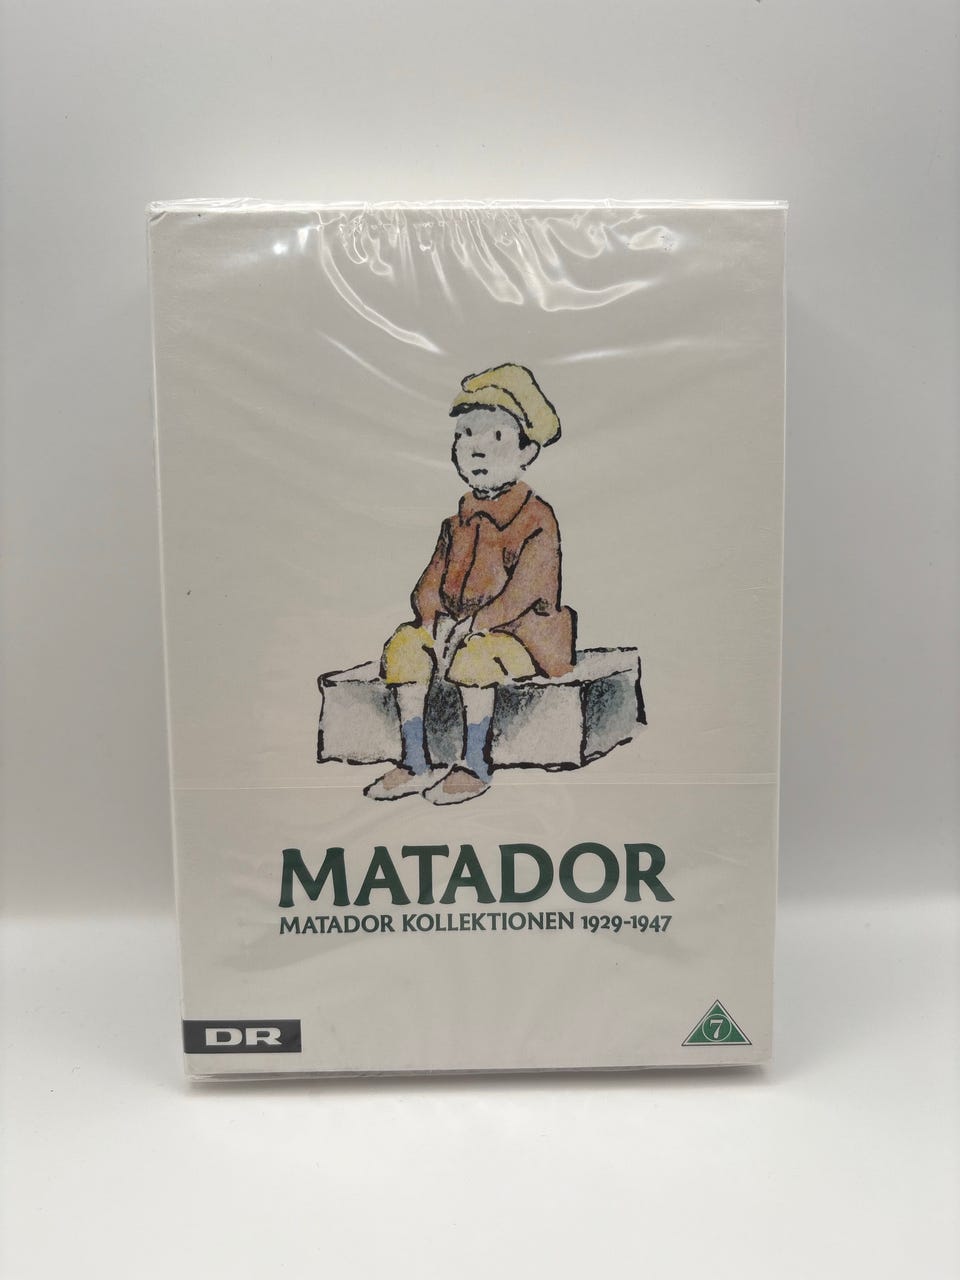 MATADOR
MATADOR KOLLEKTIONEN 1929-1947
DR
7